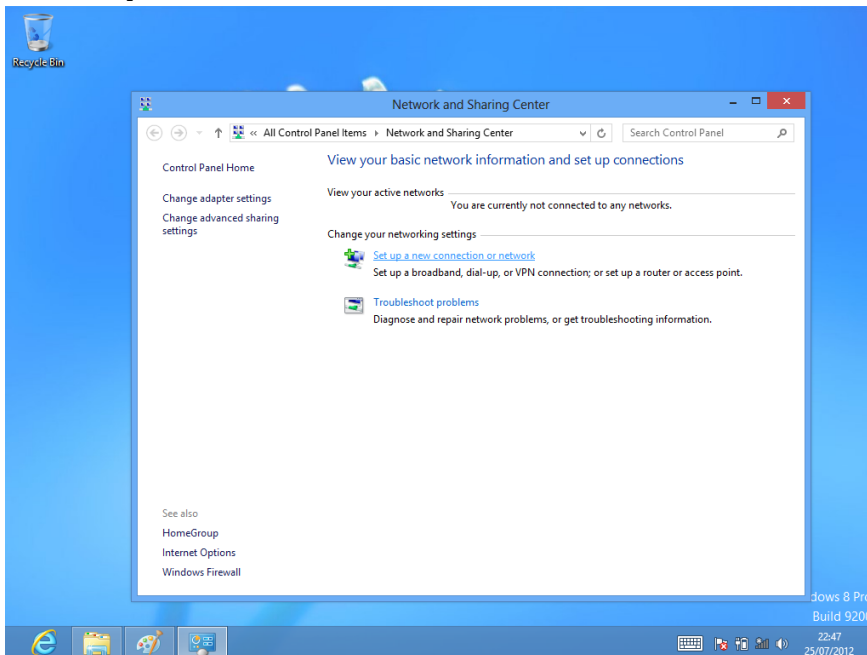 Recycle Bin
Network and Sharing Center
« All Control Panel Items Network and Sharing Center
Search Control Panel
Control Panel Home
Change adapter settings
Change advanced sharing
settings
View your basic network information and set up connections
View your active networks
You are currently not connected to any networks.
Change your networking settings
Set up a new connection or network
Set up a broadband, dial-up, or VPN connection; or set up a router or access point.
Troubleshoot problems
Diagnose and repair network problems, or get troubleshooting information.
See also
HomeGroup
Internet Options
Windows Firewall
dows 8 Pro
Build 920
22:47
25/07/2012